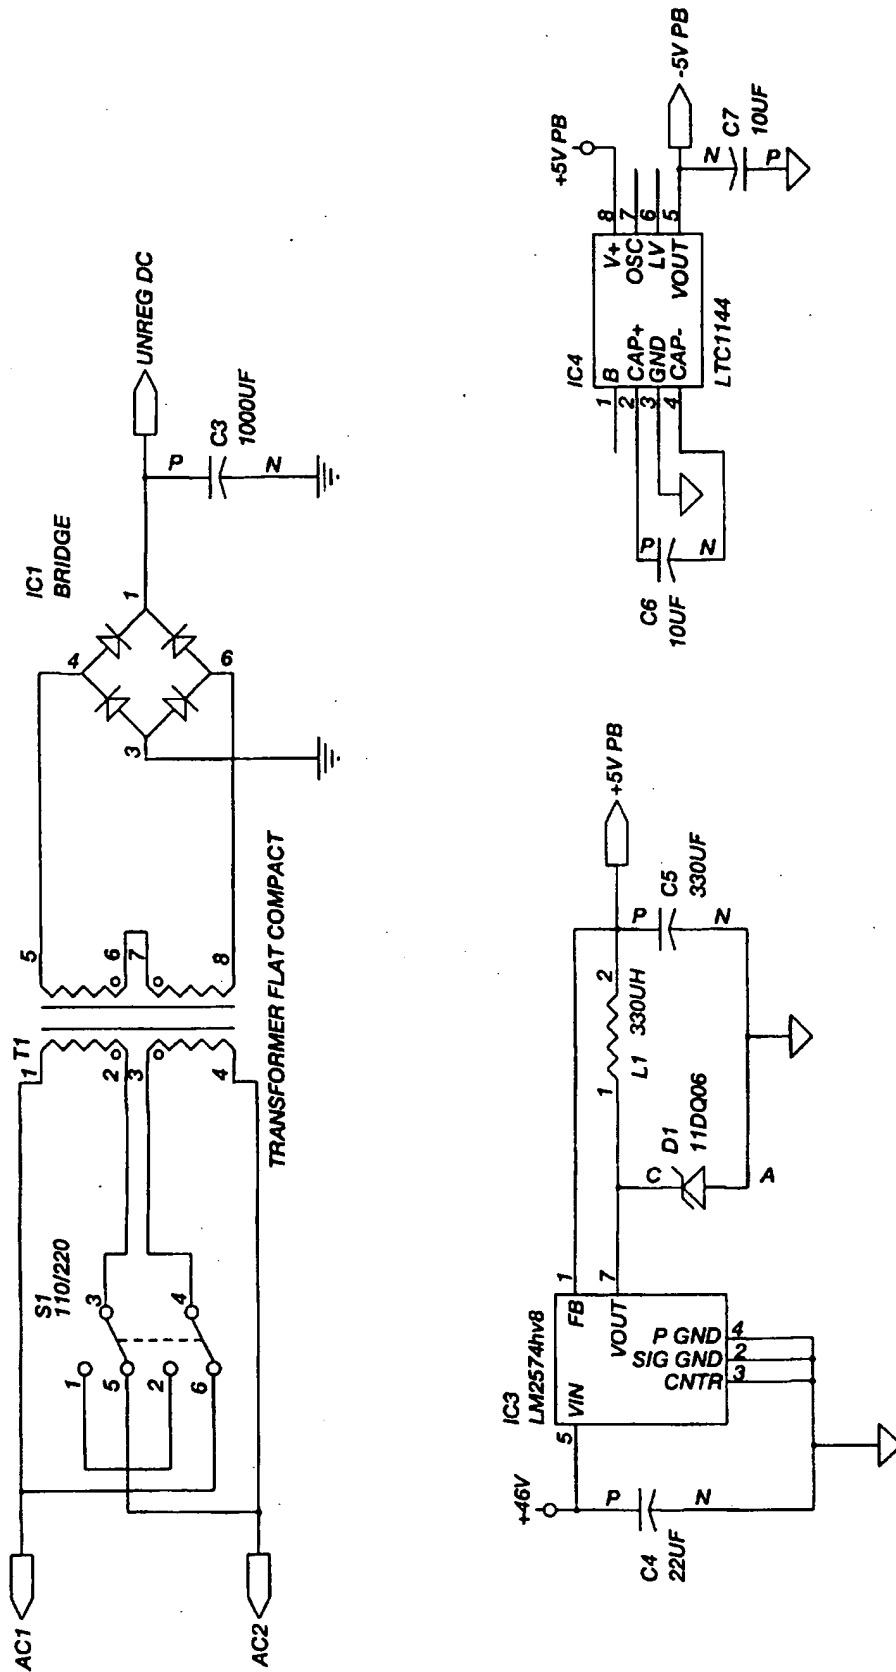 AC1
AC2
S1
110/220
1
5
2
6
3
4
T1
1
2
3
4
5
6
7
8
TRANSFORMER FLAT COMPACT
IC1
BRIDGE
4
3
1
6
UNREG DC
P
C3
1000UF
N
+46V
P
C4
22UF
N
IC3
LM2574hv8
5
VIN
FB
1
VOUT
7
P GND
4
SIG GND
2
CNTR
3
C
D1
11DQ06
A
1
2
L1
330UH
P
C5
330UF
N
+5V PB
C6
10UF
P
N
IC4
1
B
2
CAP+
3
GND
4
CAP-
V+
8
OSC
7
LV
6
VOUT
5
LTC1144
+5V PB
-5V PB
N
C7
10UF
P